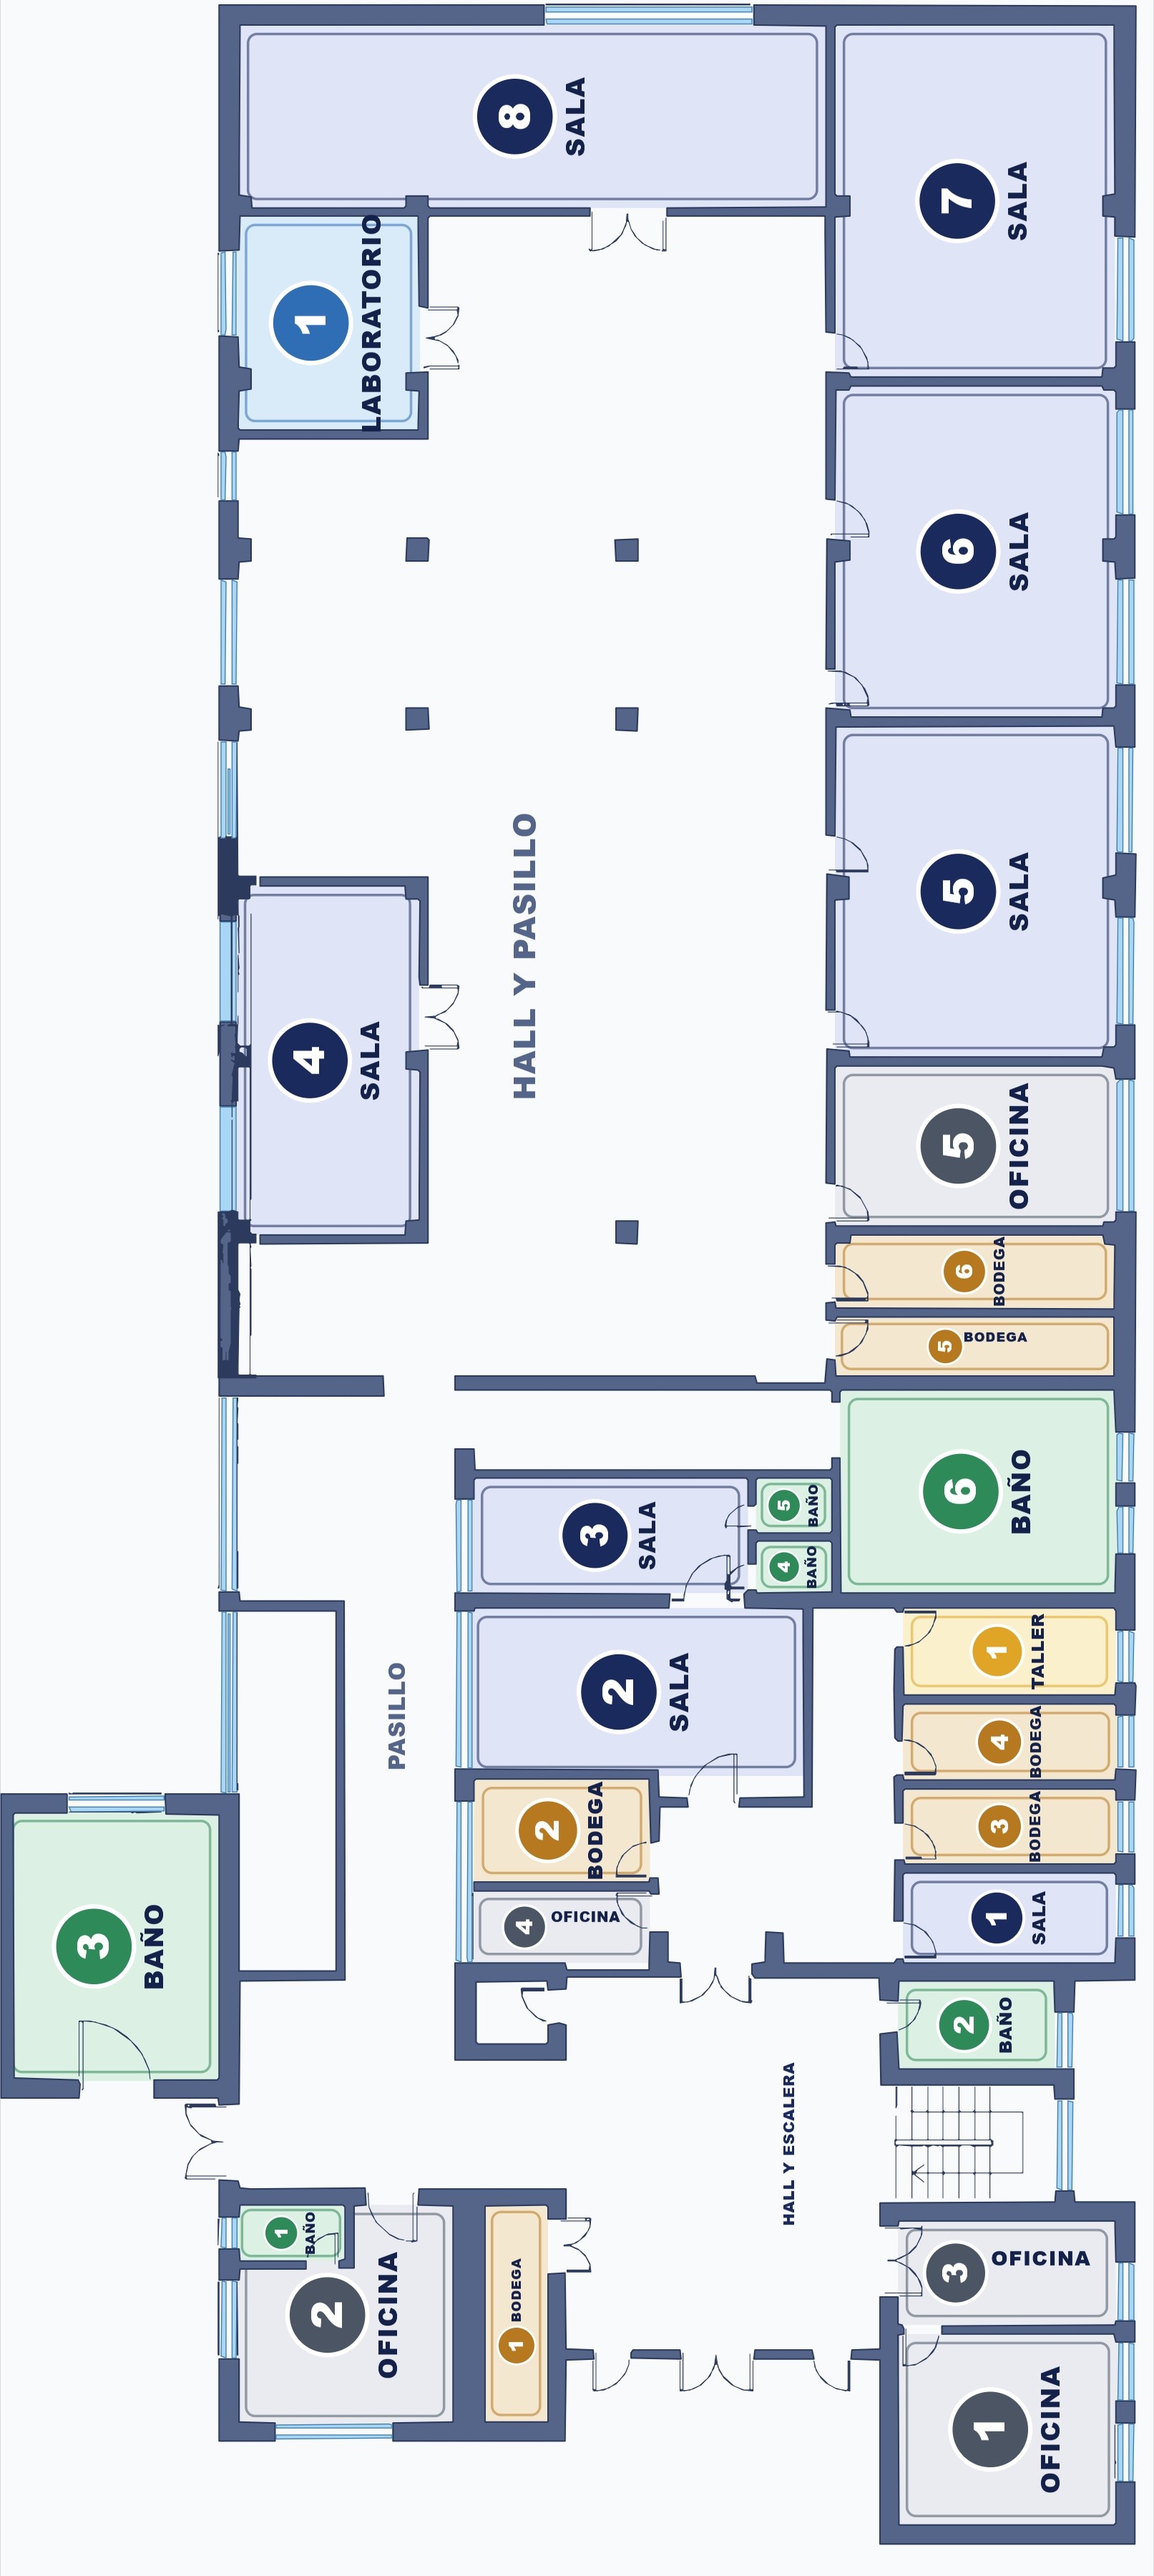 8
SALA
7
SALA
1
LABORATORIO
6
SALA
5
SALA
4
SALA
HALL Y PASILLO
5
OFICINA
6
BODEGA
5
BODEGA
6
BAÑO
3
SALA
5
BAÑO
4
BAÑO
2
SALA
PASILLO
1
TALLER
4
BODEGA
2
BODEGA
3
BODEGA
4
OFICINA
1
SALA
3
BAÑO
2
BAÑO
HALL Y ESCALERA
1
BAÑO
2
OFICINA
1
BODEGA
3
OFICINA
1
OFICINA